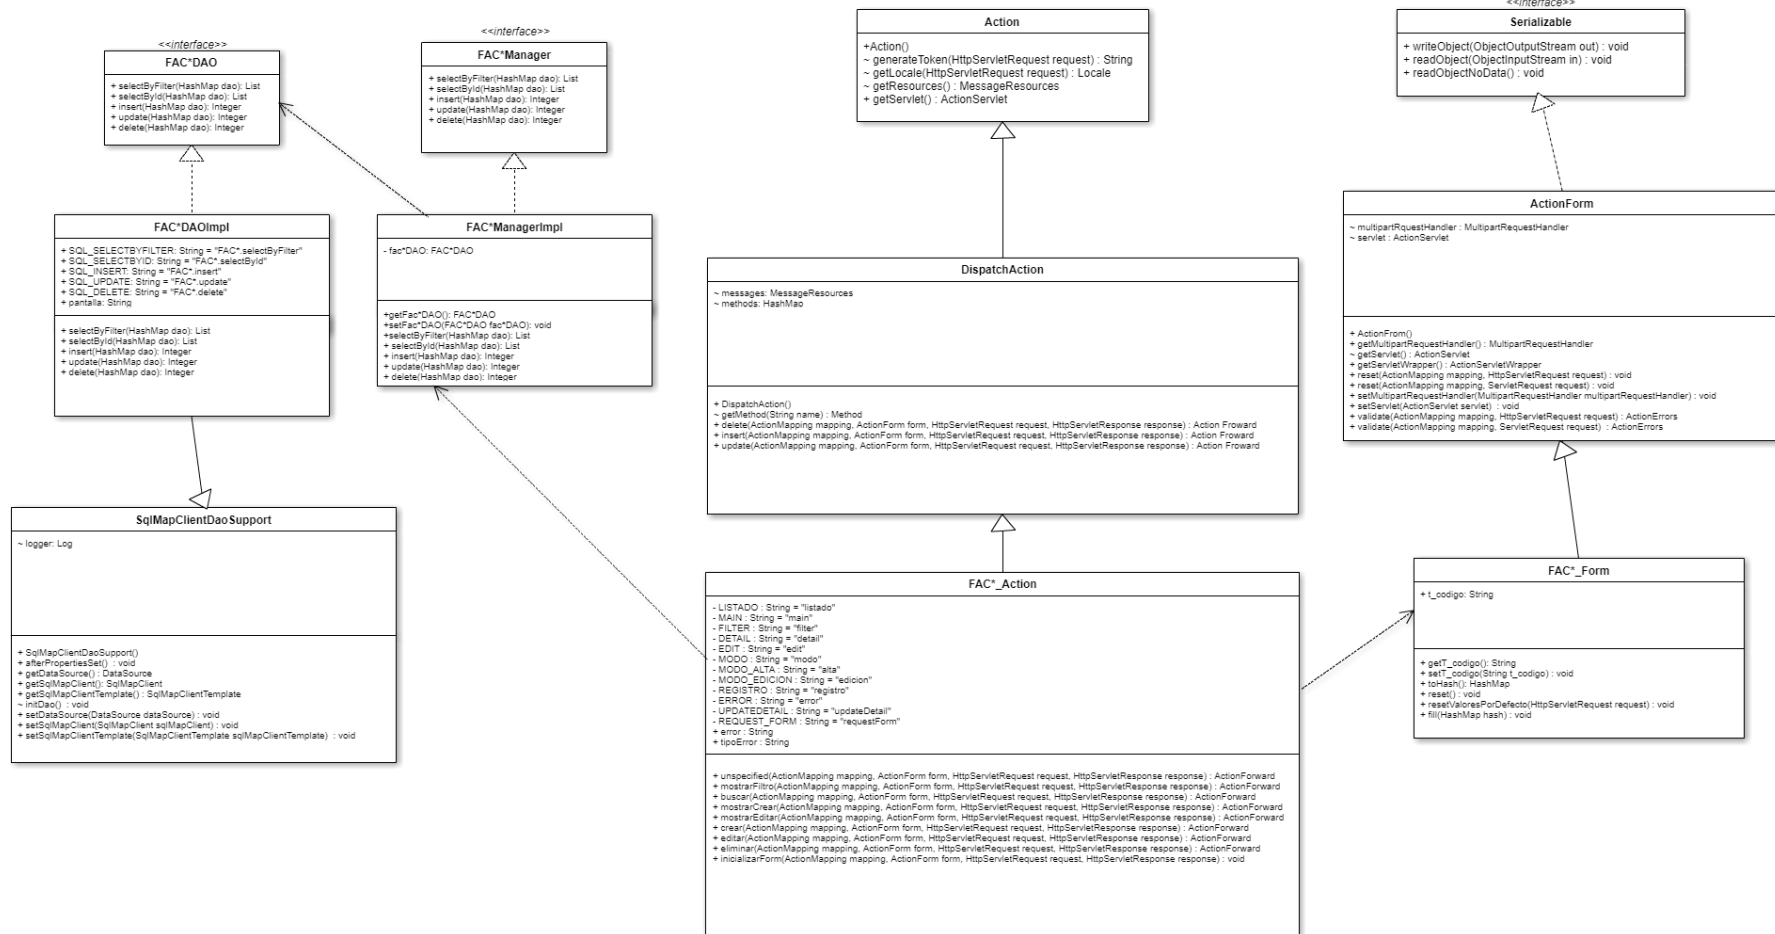 <<interface>>
FAC*DAO
+ selectByFilter(HashMap dao): List
+ selectById(HashMap dao): List
+ insert(HashMap dao): Integer
+ update(HashMap dao): Integer
+ delete(HashMap dao): Integer
<<interface>>
FAC*Manager
+ selectByFilter(HashMap dao): List
+ selectById(HashMap dao): List
+ insert(HashMap dao): Integer
+ update(HashMap dao): Integer
+ delete(HashMap dao): Integer
Action
+Action()
~ generateToken(HttpServletRequest request) : String
~ getLocale(HttpServletRequest request) : Locale
~ getResources() : MessageResources
+ getServlet() : ActionServlet
<<interface>>
Serializable
+ writeObject(ObjectOutputStream out) : void
+ readObject(ObjectInputStream in) : void
+ readObjectNoData() : void
FAC*DAOImpl
+ SQL_SELECTBYFILTER: String = "FAC*.selectByFilter"
+ SQL_SELECTBYID: String = "FAC*.selectById"
+ SQL_INSERT: String = "FAC*.insert"
+ SQL_UPDATE: String = "FAC*.update"
+ SQL_DELETE: String = "FAC*.delete"
+ pantalla: String
+ selectByFilter(HashMap dao): List
+ selectById(HashMap dao): List
+ insert(HashMap dao): Integer
+ update(HashMap dao): Integer
+ delete(HashMap dao): Integer
FAC*ManagerImpl
- fac*DAO: FAC*DAO
+getFac*DAO(): FAC*DAO
+setFac*DAO(FAC*DAO fac*DAO): void
+selectByFilter(HashMap dao): List
+ selectById(HashMap dao): List
+ insert(HashMap dao): Integer
+ update(HashMap dao): Integer
+ delete(HashMap dao): Integer
DispatchAction
~ messages: MessageResources
~ methods: HashMao
+ DispatchAction()
~ getMethod(String name) : Method
+ delete(ActionMapping mapping, ActionForm form, HttpServletRequest request, HttpServletResponse response) : Action Froward
+ insert(ActionMapping mapping, ActionForm form, HttpServletRequest request, HttpServletResponse response) : Action Froward
+ update(ActionMapping mapping, ActionForm form, HttpServletRequest request, HttpServletResponse response) : Action Froward
ActionForm
~ multipartRquestHandler : MultipartRequestHandler
~ servlet : ActionServlet
+ ActionFrom()
+ getMultipartRequestHandler() : MultipartRequestHandler
~ getServlet() : ActionServlet
+ getServletWrapper() : ActionServletWrapper
+ reset(ActionMapping mapping, HttpServletRequest request) : void
+ reset(ActionMapping mapping, ServletRequest request) : void
+ setMultipartRequestHandler(MultipartRequestHandler multipartRequestHandler) : void
+ setServlet(ActionServlet servlet) : void
+ validate(ActionMapping mapping, HttpServletRequest request) : ActionErrors
+ validate(ActionMapping mapping, ServletRequest request) : ActionErrors
SqlMapClientDaoSupport
~ logger: Log
+ SqlMapClientDaoSupport()
+ afterPropertiesSet() : void
+ getDataSource() : DataSource
+ getSqlMapClient(): SqlMapClient
+ getSqlMapClientTemplate() : SqlMapClientTemplate
~ initDao() : void
+ setDataSource(DataSource dataSource) : void
+ setSqlMapClient(SqlMapClient sqlMapClient) : void
+ setSqlMapClientTemplate(SqlMapClientTemplate sqlMapClientTemplate) : void
FAC*_Action
- LISTADO : String = "listado"
- MAIN : String = "main"
- FILTER : String = "filter"
- DETAIL : String = "detail"
- EDIT : String = "edit"
- MODO : String = "modo"
- MODO_ALTA : String = "alta"
- MODO_EDICION : String = "edicion"
- REGISTRO : String = "registro"
- ERROR : String = "error"
- UPDATEDETAIL : String = "updateDetail"
- REQUEST_FORM : String = "requestForm"
+ error : String
+ tipoError : String
+ unspecified(ActionMapping mapping, ActionForm form, HttpServletRequest request, HttpServletResponse response) : ActionForward
+ mostrarFiltro(ActionMapping mapping, ActionForm form, HttpServletRequest request, HttpServletResponse response) : ActionForward
+ buscar(ActionMapping mapping, ActionForm form, HttpServletRequest request, HttpServletResponse response) : ActionForward
+ mostrarCrear(ActionMapping mapping, ActionForm form, HttpServletRequest request, HttpServletResponse response) : ActionForward
+ mostrarEditar(ActionMapping mapping, ActionForm form, HttpServletRequest request, HttpServletResponse response) : ActionForward
+ crear(ActionMapping mapping, ActionForm form, HttpServletRequest request, HttpServletResponse response) : ActionForward
+ editar(ActionMapping mapping, ActionForm form, HttpServletRequest request, HttpServletResponse response) : ActionForward
+ eliminar(ActionMapping mapping, ActionForm form, HttpServletRequest request, HttpServletResponse response) : ActionForward
+ inicializarForm(ActionMapping mapping, ActionForm form, HttpServletRequest request, HttpServletResponse response) : void
FAC*_Form
+ t_codigo: String
+ getT_codigo(): String
+ setT_codigo(String t_codigo) : void
+ toHash(): HashMap
+ reset() : void
+ resetValoresPorDefecto(HttpServletRequest request) : void
+ fill(HashMap hash) : void